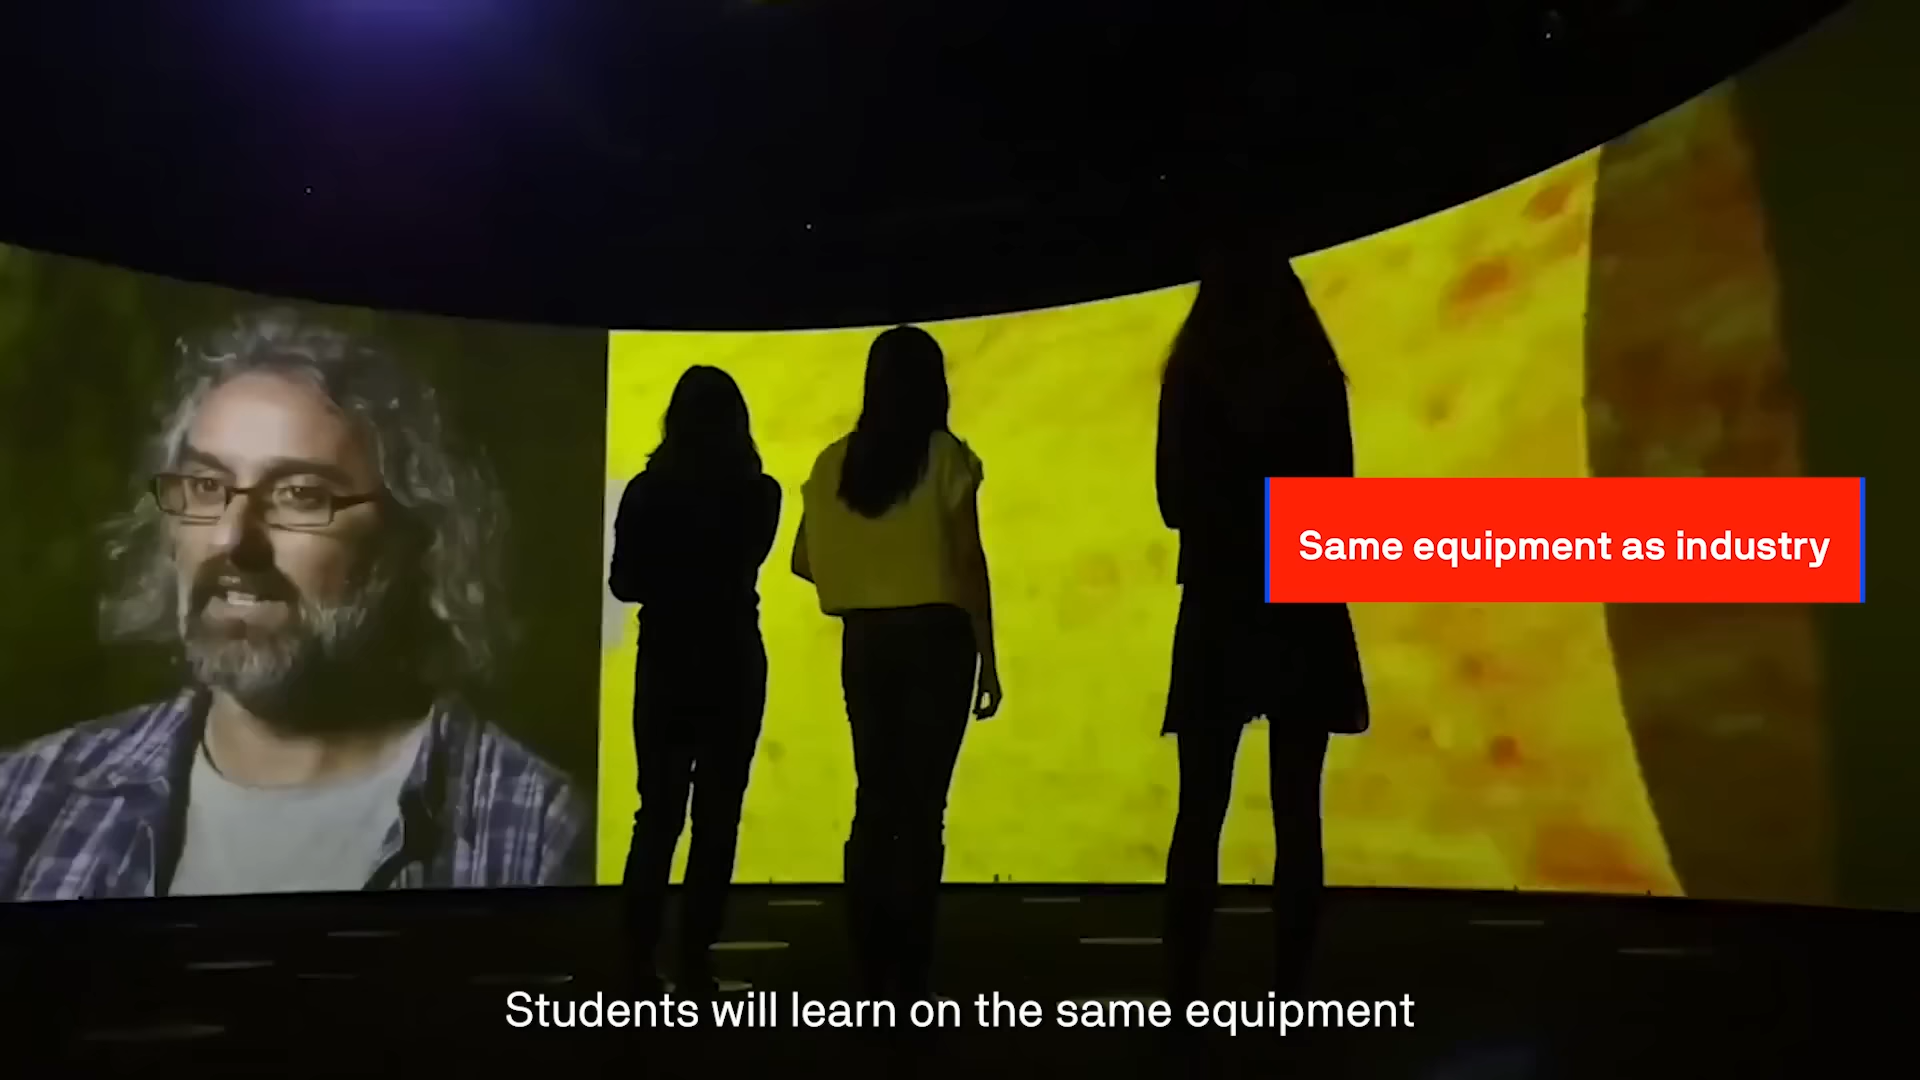 Same equipment as industry
Students will learn on the same equipment